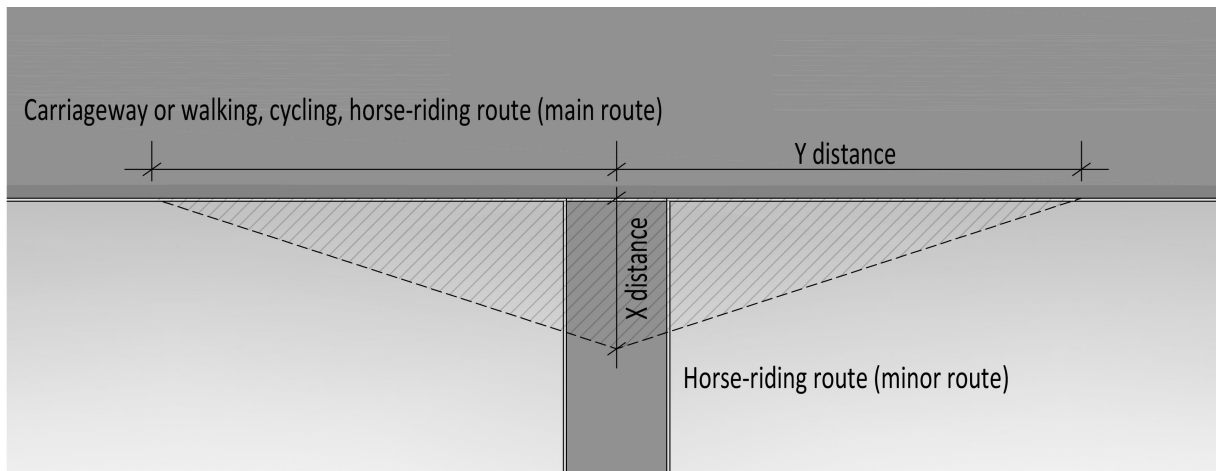 Carriageway or walking, cycling, horse-riding route (main route)
Y distance
X distance
Horse-riding route (minor route)